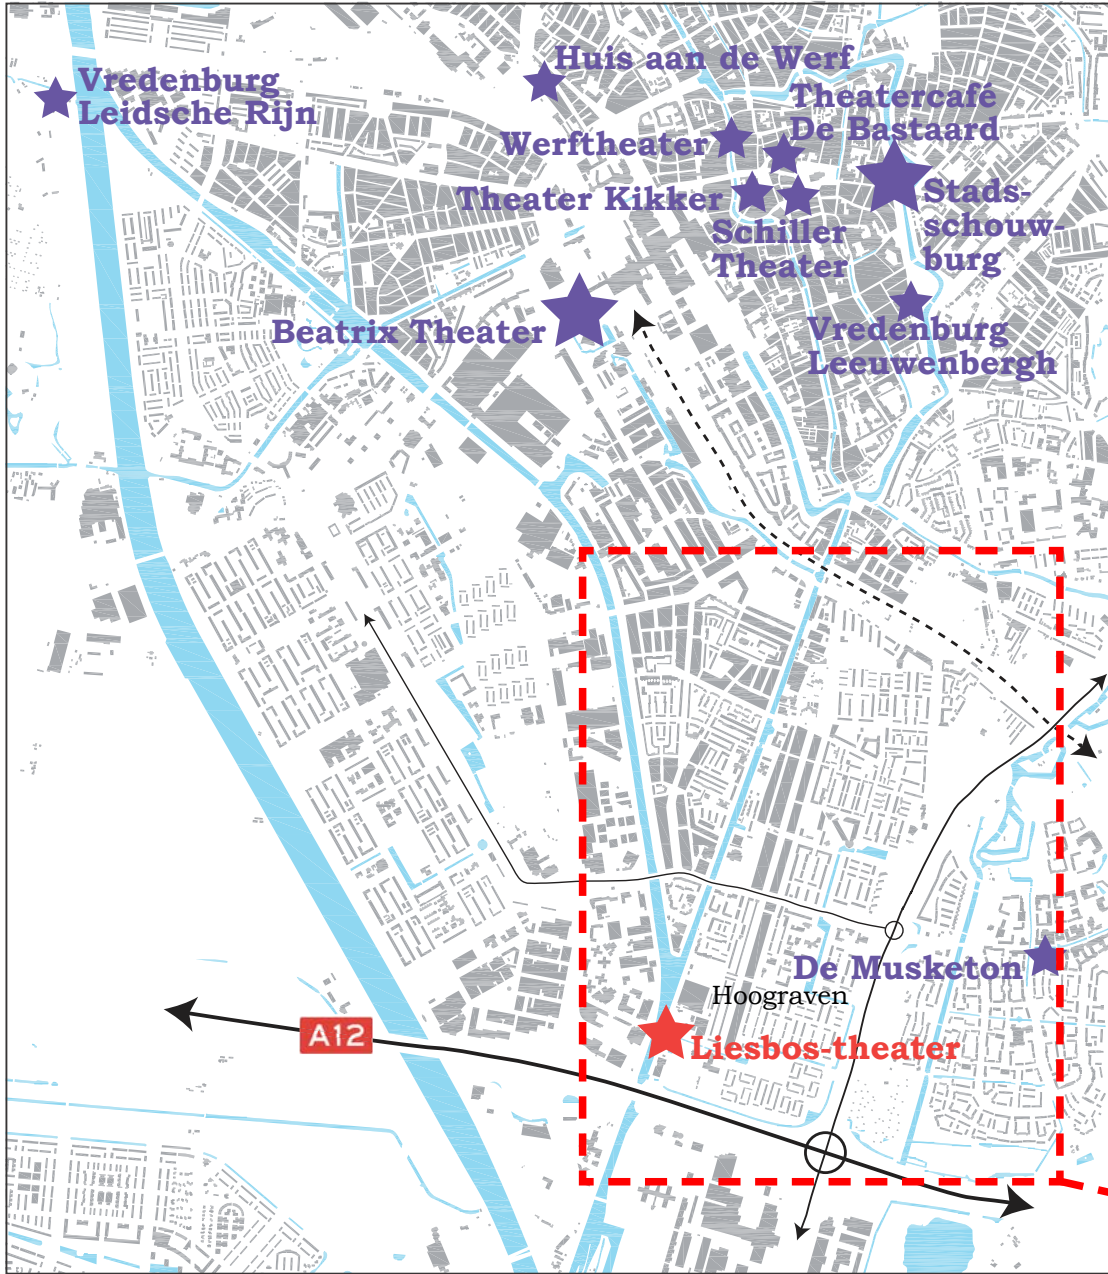 Huis aan de Werf
Vredenburg
Leidsche Rijn
Theatercafé
De Bastaard
Werftheater
Theater Kikker
Stads-
schouw-
burg
Schiller
Theater
Beatrix Theater
Vredenburg
Leeuwenbergh
De Musketon
Hoograven
A12
Liesbos-theater